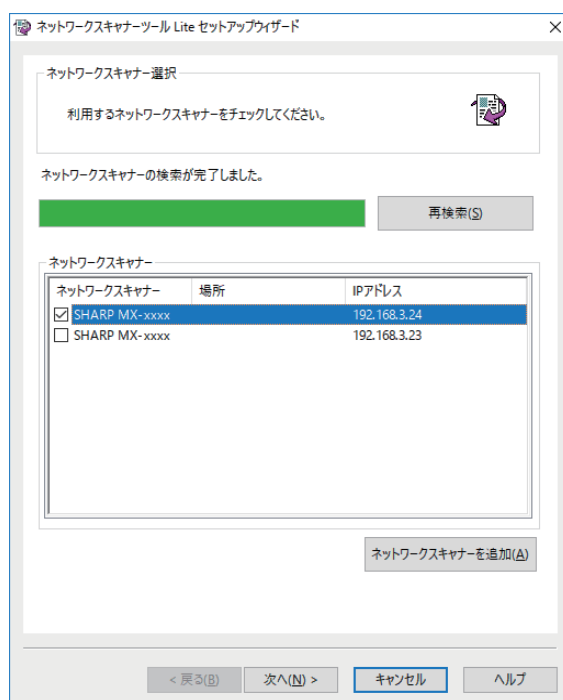 ネットワークスキャナーツール Lite セットアップウィザード
ネットワークスキャナー選択
利用するネットワークスキャナーをチェックしてください。
ネットワークスキャナーの検索が完了しました。
再検索(S)
ネットワークスキャナー
ネットワークスキャナー 場所 IPアドレス
SHARP MX-xxxx 192.168.3.24
SHARP MX-xxxx 192.168.3.23
ネットワークスキャナーを追加(A)
< 戻る(B) 次へ(N) > キャンセル ヘルプ